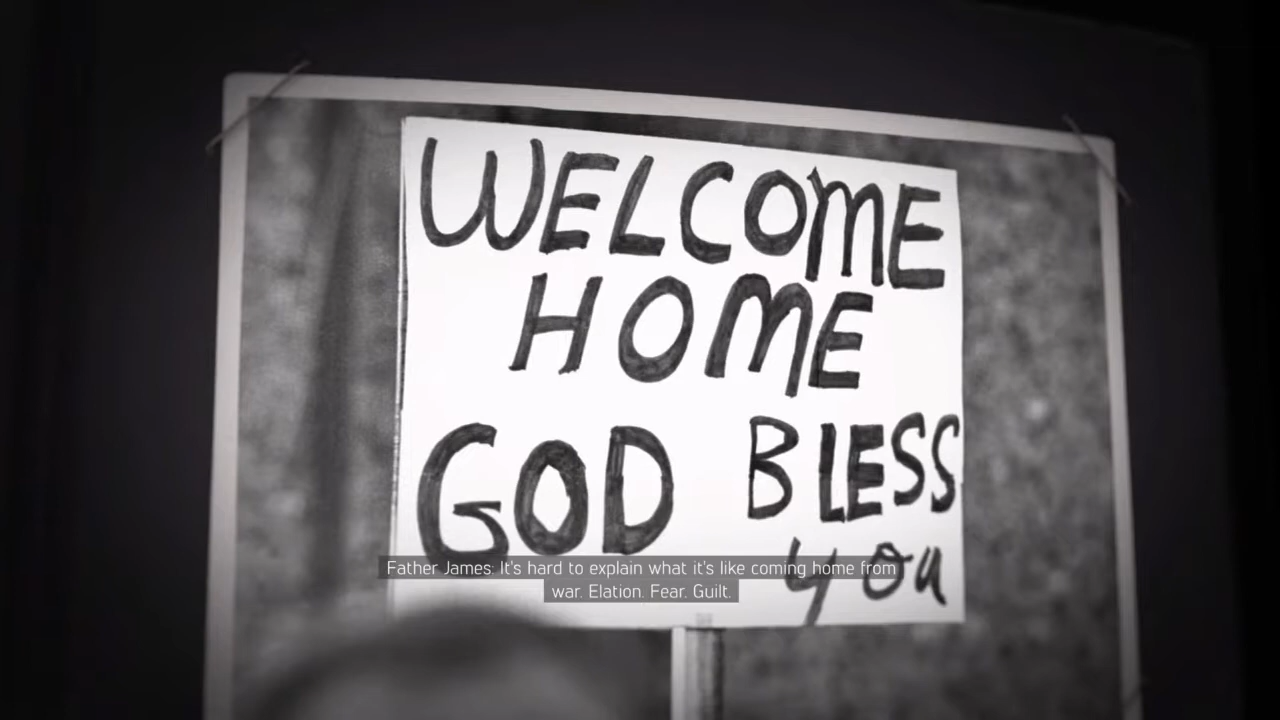 WELCOME
HOME
GOD BLESS
you
Father James: It's hard to explain what it's like coming home from
war. Elation. Fear. Guilt.